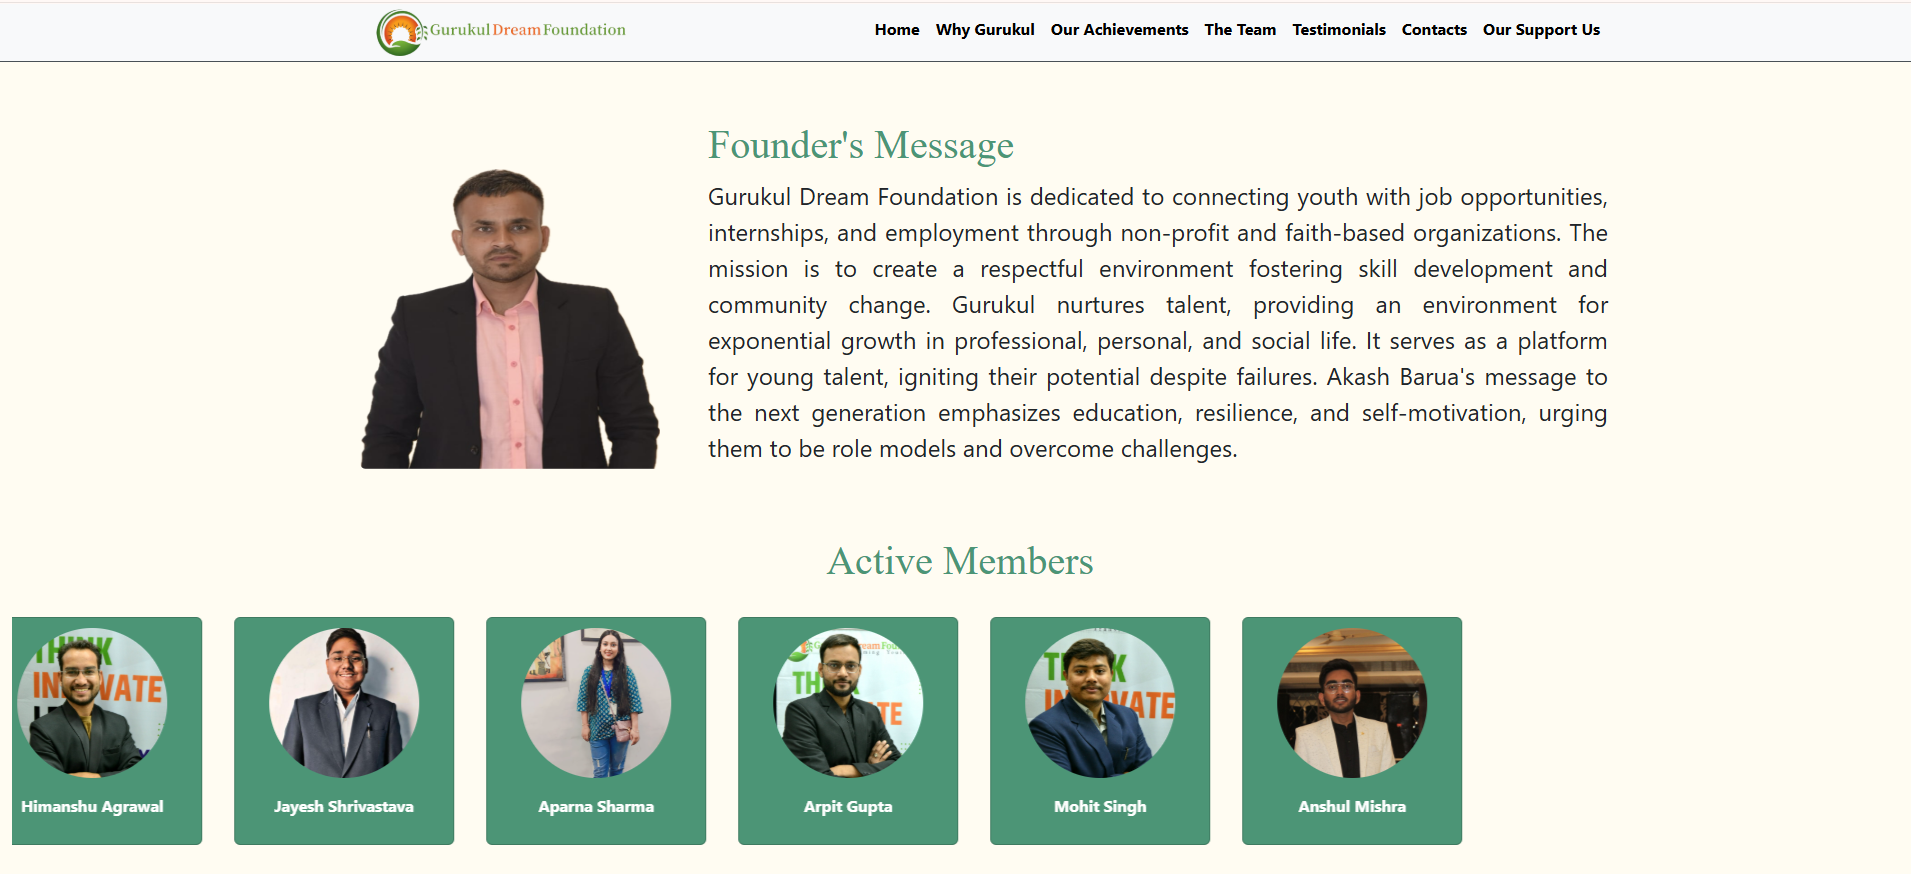 Gurukul Dream Foundation
Home Why Gurukul Our Achievements The Team Testimonials Contacts Our Support Us
Founder's Message
Gurukul Dream Foundation is dedicated to connecting youth with job opportunities,
internships, and employment through non-profit and faith-based organizations. The
mission is to create a respectful environment fostering skill development and
community change. Gurukul nurtures talent, providing an environment for
exponential growth in professional, personal, and social life. It serves as a platform
for young talent, igniting their potential despite failures. Akash Barua's message to
the next generation emphasizes education, resilience, and self-motivation, urging
them to be role models and overcome challenges.
Active Members
Himanshu Agrawal
Jayesh Shrivastava
Aparna Sharma
Arpit Gupta
Mohit Singh
Anshul Mishra